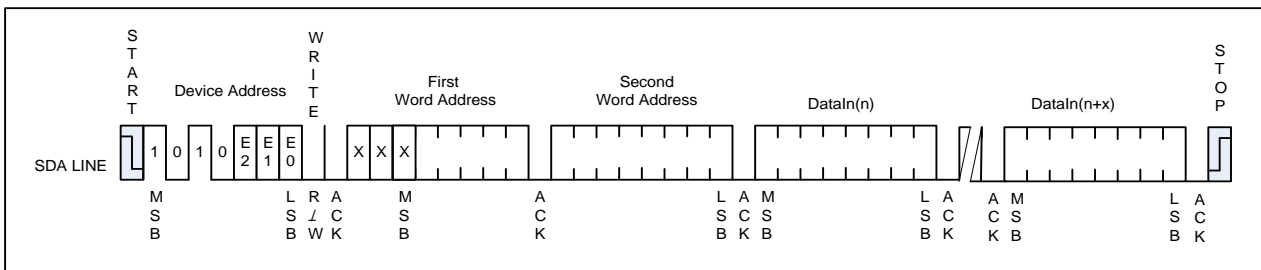 START
WRITE
STOP
Device Address
First
Word Address
Second
Word Address
DataIn(n)
DataIn(n+x)
SDA LINE
1 0 1 0 E2 E1 E0
X X X
MSB
LSB
R/W
ACK
MSB
ACK
LSB
ACK
MSB
LSB
ACK
ACK
MSB
LSB
ACK